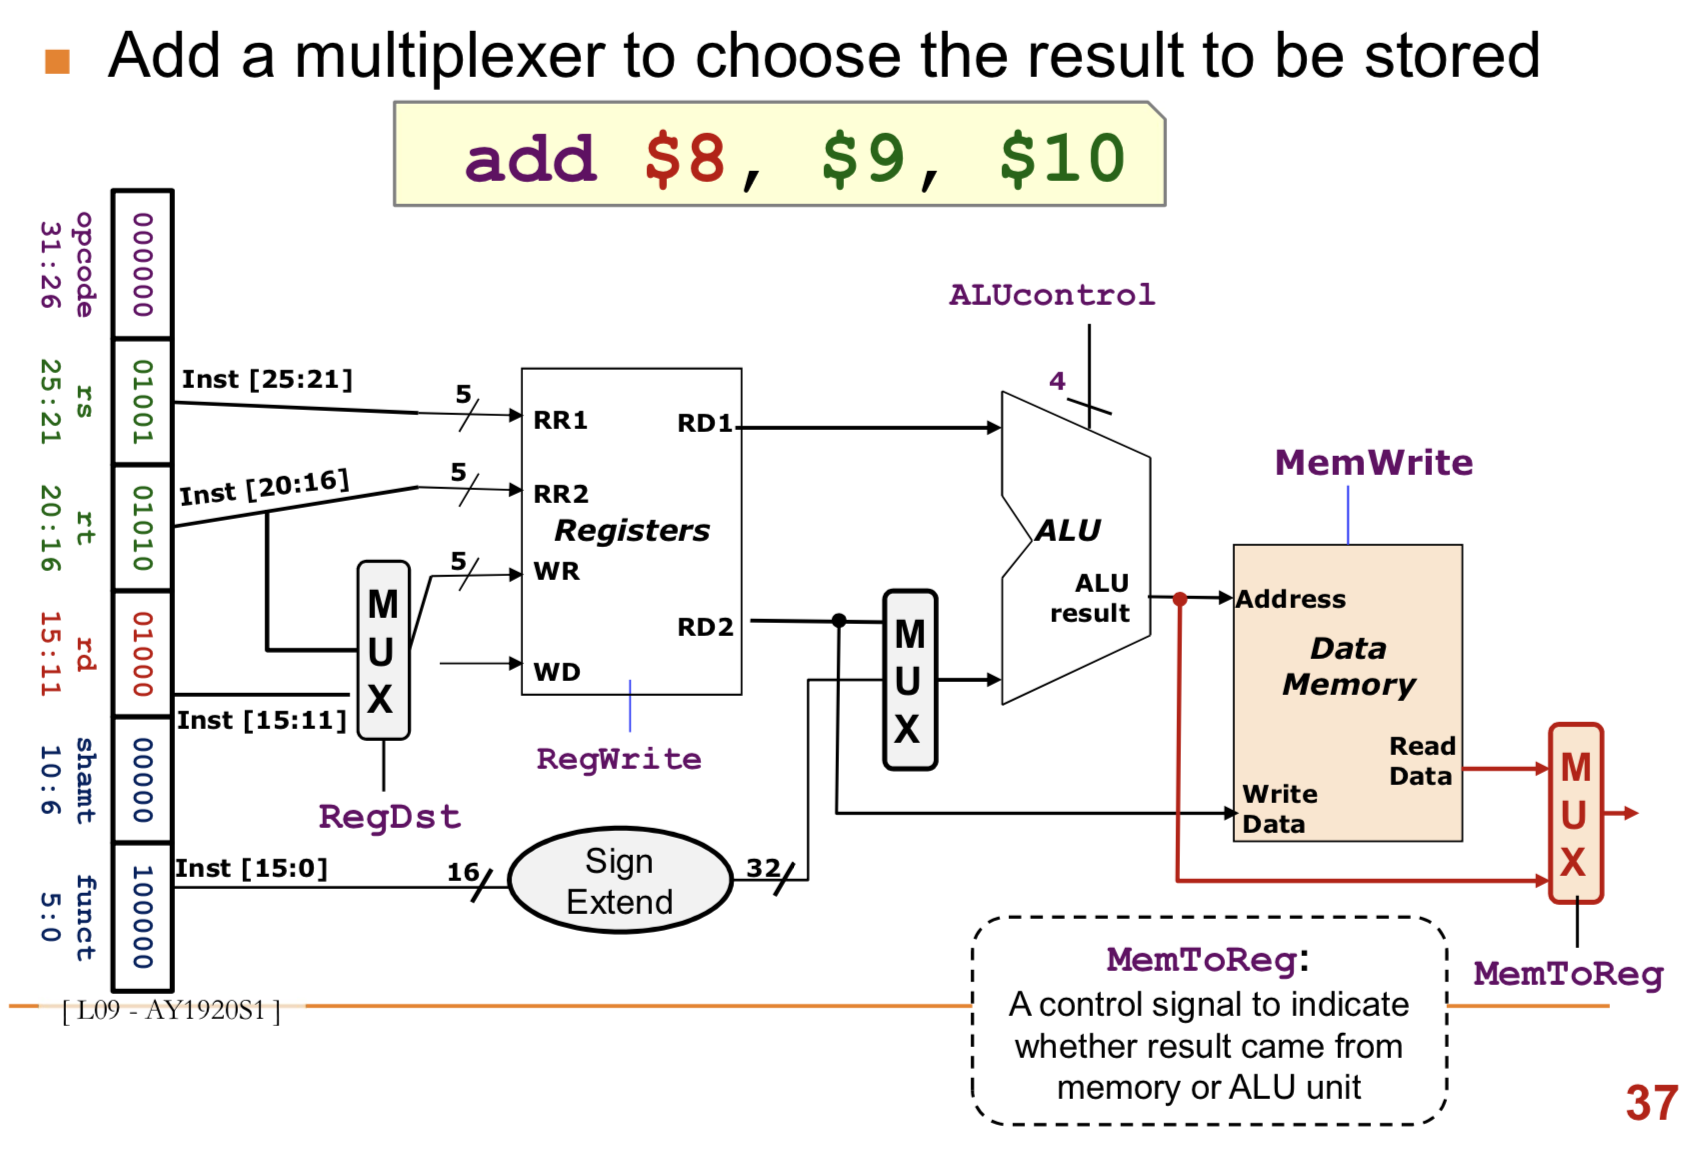 Add a multiplexer to choose the result to be stored
add $8, $9, $10
opcode
31:26
000000
rs
25:21
01001
rt
20:16
01010
rd
15:11
01000
shamt
10:6
00000
funct
5:0
100000
Inst [25:21]
5
Inst [20:16]
5
5
Inst [15:11]
MUX
RegDst
Inst [15:0]
16
Sign
Extend
32
RR1
RR2
WR
WD
Registers
RD1
RD2
RegWrite
MUX
ALUcontrol
4
ALU
ALU
result
MemWrite
Address
Data
Memory
Read
Data
Write
Data
MUX
MemToReg
MemToReg:
A control signal to indicate
whether result came from
memory or ALU unit
[ L09 - AY1920S1 ]
37